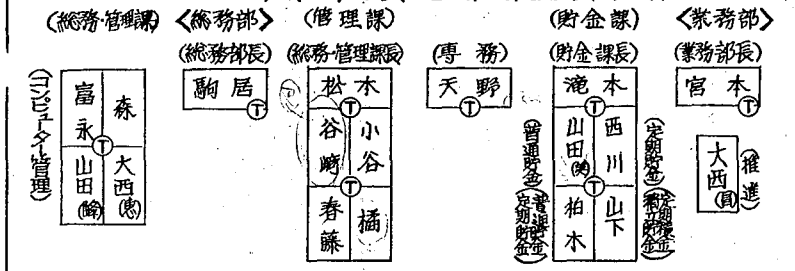 (総務・管理課)
〈総務部〉
(管理課)
(貯金課)
〈業務部〉
(総務部長)
(総務・管理課長)
(専務)
(貯金課長)
(業務部長)
(コンピューター管理)
富永
森
T
山田
大西(恵)
駒居
T
松本
T
谷崎
小谷
T
春藤
橘
天野
T
滝本
T
(普通貯金)
山田
西川
(定期貯金)
T
柏木
山下
宮本
T
大西(員)
(推進)